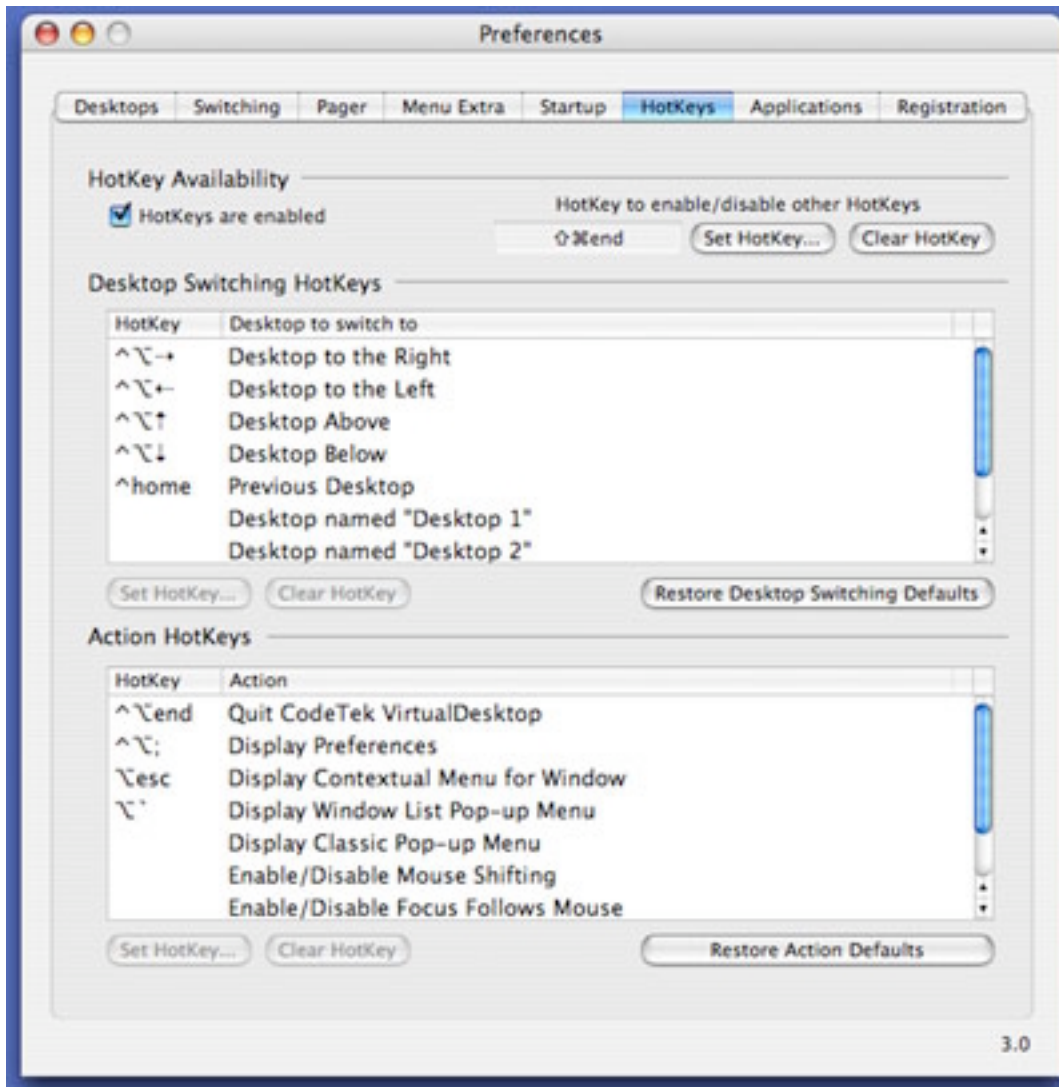 Preferences
Desktops Switching Pager Menu Extra Startup HotKeys Applications Registration
HotKey Availability
HotKeys are enabled
HotKey to enable/disable other HotKeys
⇧⌘end Set HotKey... Clear HotKey
Desktop Switching HotKeys
HotKey Desktop to switch to
^⌥→ Desktop to the Right
^⌥← Desktop to the Left
^⌥↑ Desktop Above
^⌥↓ Desktop Below
^home Previous Desktop
Desktop named "Desktop 1"
Desktop named "Desktop 2"
Set HotKey... Clear HotKey Restore Desktop Switching Defaults
Action HotKeys
HotKey Action
^⌥end Quit CodeTek VirtualDesktop
^⌥; Display Preferences
⌥esc Display Contextual Menu for Window
⌥` Display Window List Pop-up Menu
Display Classic Pop-up Menu
Enable/Disable Mouse Shifting
Enable/Disable Focus Follows Mouse
Set HotKey... Clear HotKey Restore Action Defaults
3.0